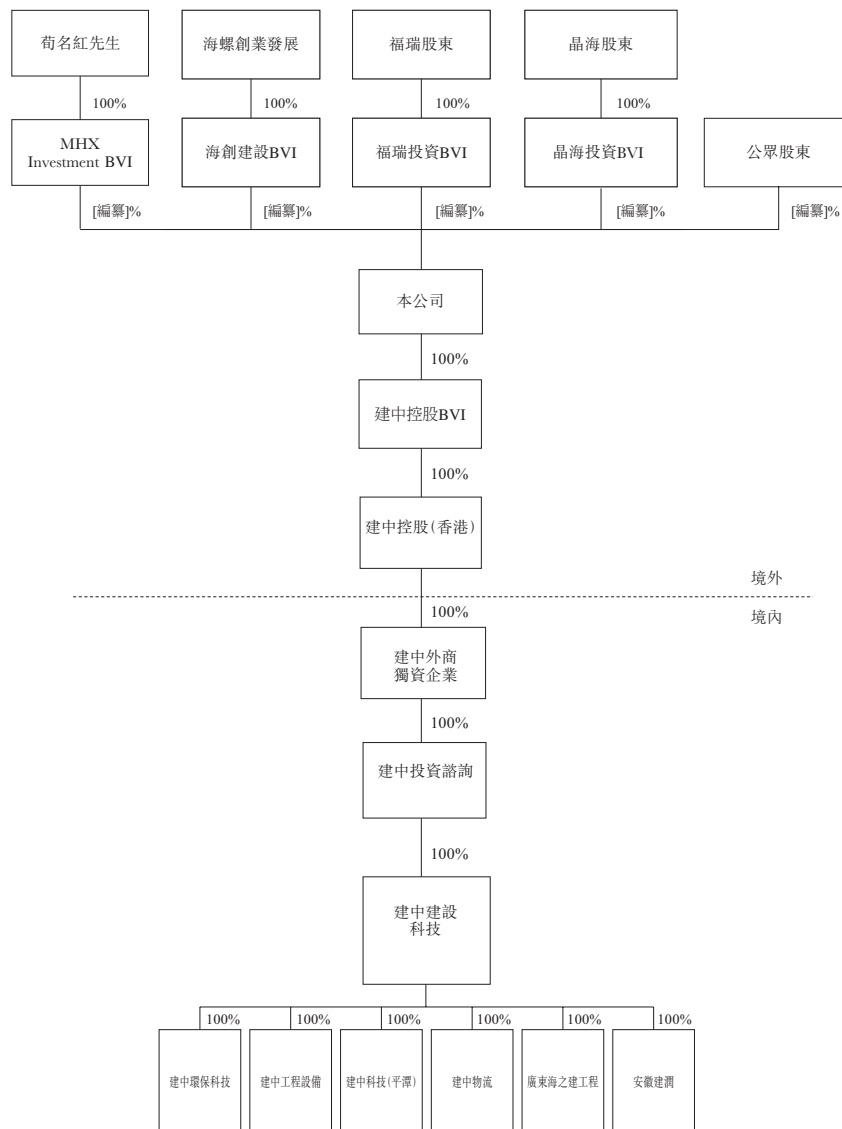 荀名紅先生
海螺創業發展
福瑞股東
晶海股東
100%
100%
100%
100%
MHX
Investment BVI
海創建設BVI
福瑞投資BVI
晶海投資BVI
公眾股東
[編纂]%
[編纂]%
[編纂]%
[編纂]%
[編纂]%
本公司
100%
建中控股BVI
100%
建中控股(香港)
境外
100%
境內
建中外商
獨資企業
100%
建中投資諮詢
100%
建中建設
科技
100%
100%
100%
100%
100%
100%
建中環保科技
建中工程設備
建中科技(平潭)
建中物流
廣東海之建工程
安徽建潤